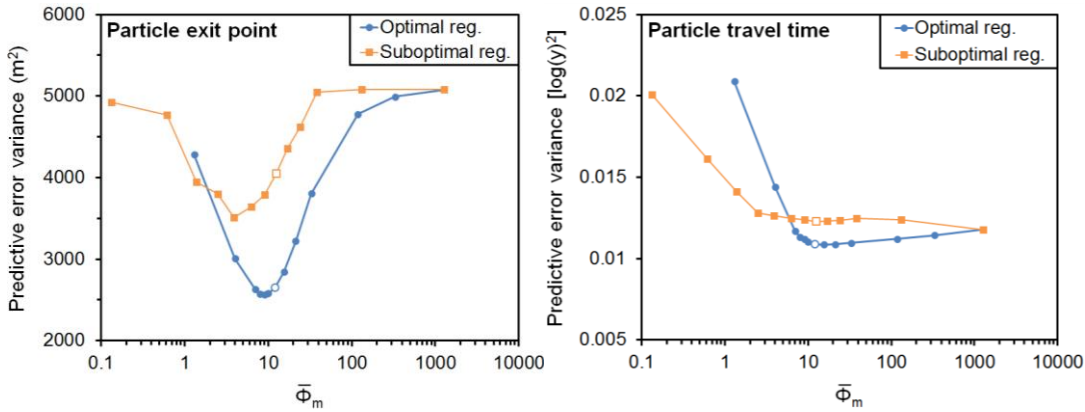 Particle exit point
Optimal reg.
Suboptimal reg.
Predictive error variance (m²)
6000
5000
4000
3000
2000
0.1 1 10 100 1000 10000
Φ̅m
Particle travel time
Optimal reg.
Suboptimal reg.
Predictive error variance [log(y)²]
0.025
0.02
0.015
0.01
0.005
0.1 1 10 100 1000 10000
Φ̅m